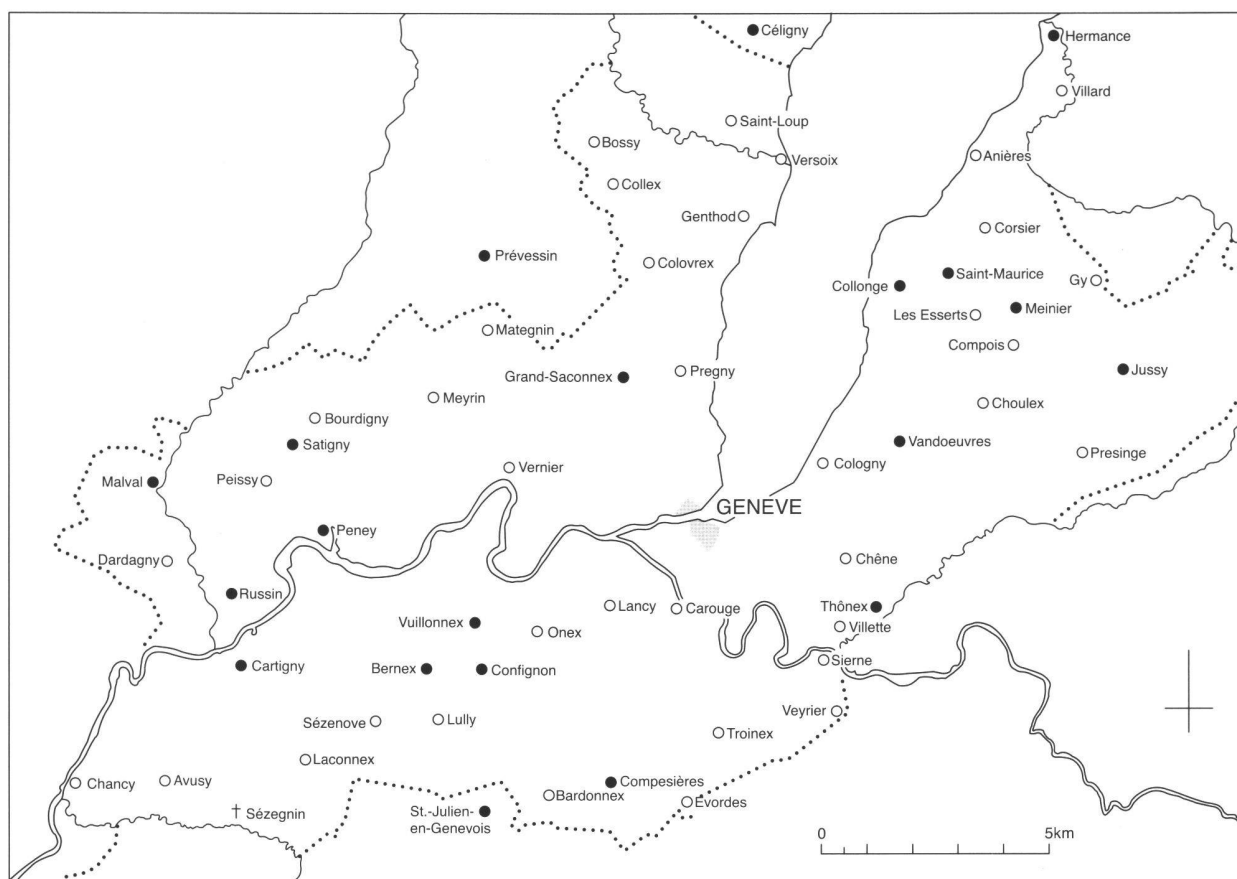 Céligny
Hermance
Villard
Saint-Loup
Bossy
Versoix
Anières
Collex
Genthod
Corsier
Prévessin
Colovrex
Saint-Maurice
Gy
Collonge
Meinier
Les Esserts
Mategnin
Compois
Grand-Saconnex
Pregny
Jussy
Meyrin
Choulex
Bourdigny
Satigny
Vandoeuvres
Presinge
Cologny
Vernier
Malval
Peissy
GENÈVE
Peney
Dardagny
Chêne
Russin
Lancy
Carouge
Thônex
Vuillonnex
Onex
Villette
Sierne
Cartigny
Bernex
Confignon
Veyrier
Sézenove
Lully
Troinex
Laconnex
Chancy
Avusy
Compesières
Bardonnex
Evordes
† Sézegnin
St.-Julien-
en-Genevois
0 5km